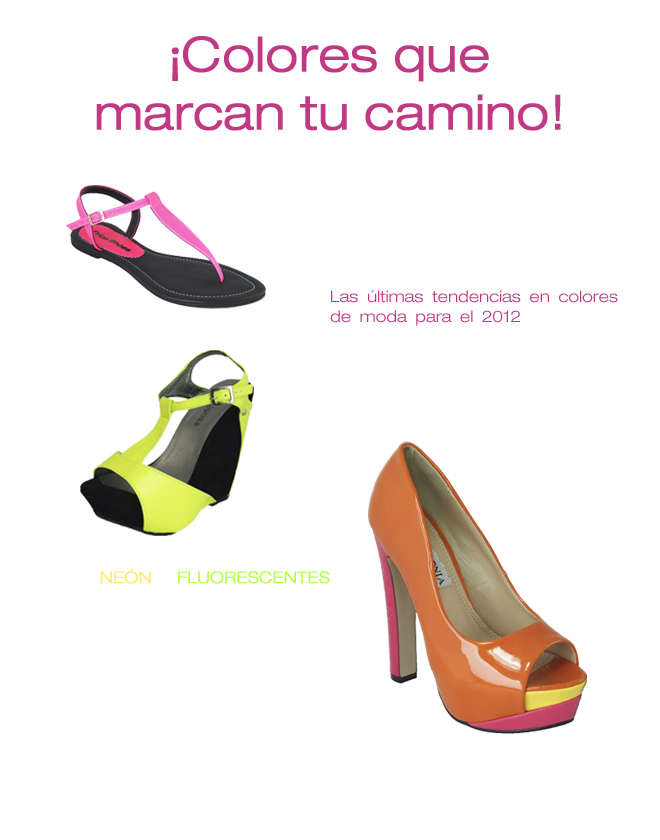 ¡Colores que
marcan tu camino!
Las últimas tendencias en colores
de moda para el 2012
NEÓN FLUORESCENTES